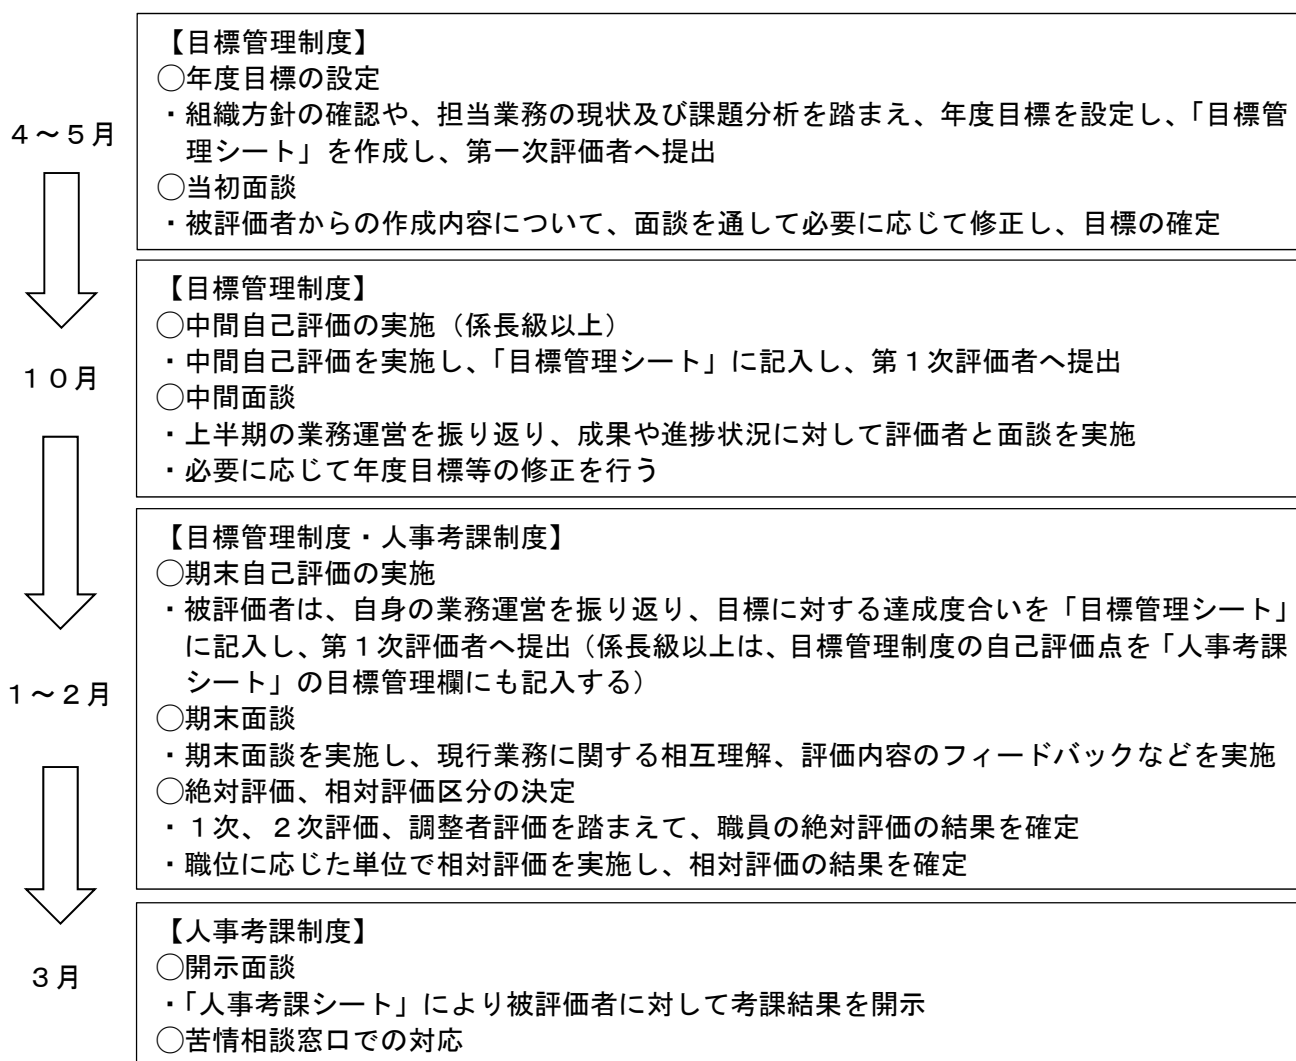 【目標管理制度】
○年度目標の設定
・組織方針の確認や、担当業務の現状及び課題分析を踏まえ、年度目標を設定し、「目標管
理シート」を作成し、第一次評価者へ提出
○当初面談
・被評価者からの作成内容について、面談を通して必要に応じて修正し、目標の確定
４～５月
【目標管理制度】
○中間自己評価の実施（係長級以上）
・中間自己評価を実施し、「目標管理シート」に記入し、第１次評価者へ提出
○中間面談
・上半期の業務運営を振り返り、成果や進捗状況に対して評価者と面談を実施
・必要に応じて年度目標等の修正を行う
１０月
【目標管理制度・人事考課制度】
○期末自己評価の実施
・被評価者は、自身の業務運営を振り返り、目標に対する達成度合いを「目標管理シート」
に記入し、第１次評価者へ提出（係長級以上は、目標管理制度の自己評価点を「人事考課
シート」の目標管理欄にも記入する）
○期末面談
・期末面談を実施し、現行業務に関する相互理解、評価内容のフィードバックなどを実施
○絶対評価、相対評価区分の決定
・１次、２次評価、調整者評価を踏まえて、職員の絶対評価の結果を確定
・職位に応じた単位で相対評価を実施し、相対評価の結果を確定
１～２月
【人事考課制度】
○開示面談
・「人事考課シート」により被評価者に対して考課結果を開示
○苦情相談窓口での対応
３月